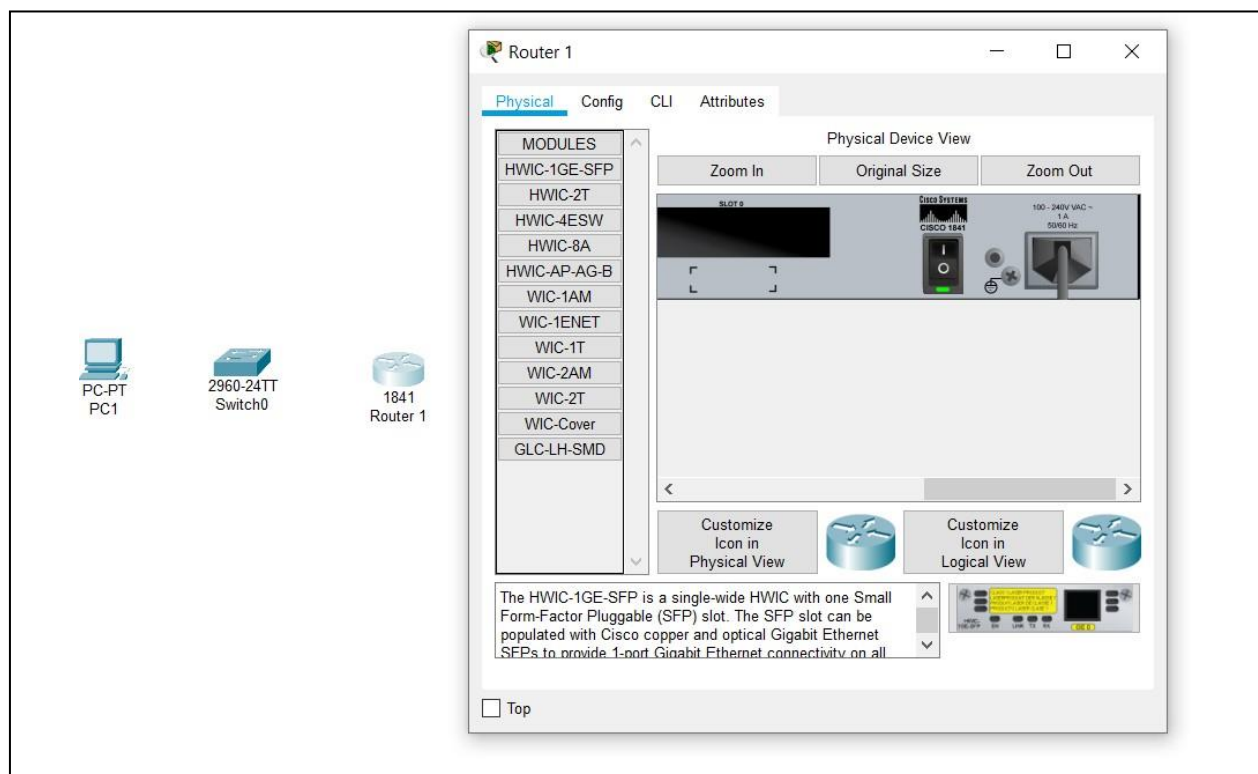 Router 1
Physical Config CLI Attributes
MODULES
HWIC-1GE-SFP
HWIC-2T
HWIC-4ESW
HWIC-8A
HWIC-AP-AG-B
WIC-1AM
WIC-1ENET
WIC-1T
WIC-2AM
WIC-2T
WIC-Cover
GLC-LH-SMD
Physical Device View
Zoom In Original Size Zoom Out
SLOT 0
CISCO SYSTEMS
CISCO 1841
100 - 240V VAC ~
1 A
50/60 Hz
PC-PT
PC1
2960-24TT
Switch0
1841
Router 1
Customize
Icon in
Physical View
Customize
Icon in
Logical View
The HWIC-1GE-SFP is a single-wide HWIC with one Small
Form-Factor Pluggable (SFP) slot. The SFP slot can be
populated with Cisco copper and optical Gigabit Ethernet
SFPs to provide 1-port Gigabit Ethernet connectivity on all
Top